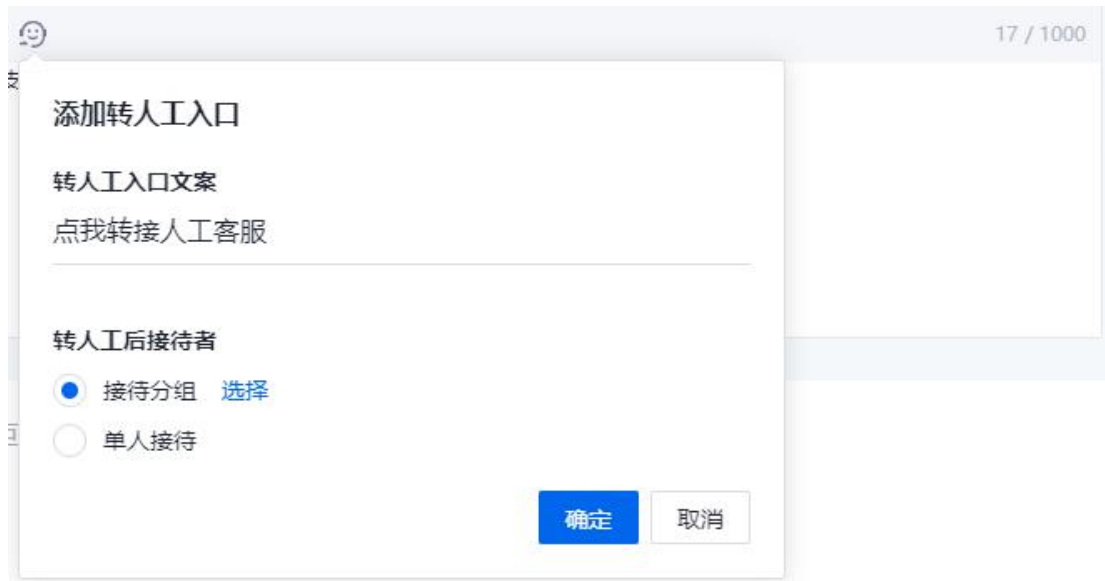 17 / 1000
添加转人工入口
转人工入口文案
点我转接人工客服
转人工后接待者
接待分组 选择
单人接待
确定 取消